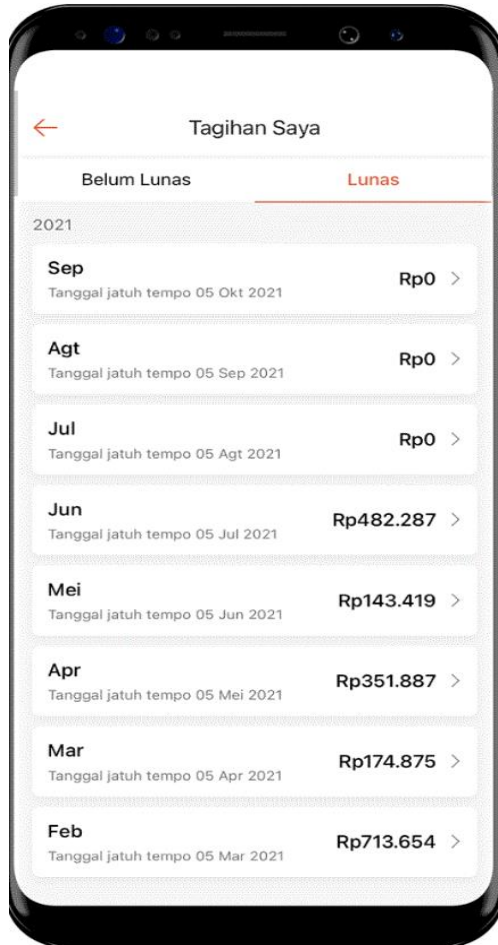 Tagihan Saya
Belum Lunas
Lunas
2021
Sep
Rp0
Tanggal jatuh tempo 05 Okt 2021
Agt
Rp0
Tanggal jatuh tempo 05 Sep 2021
Jul
Rp0
Tanggal jatuh tempo 05 Agt 2021
Jun
Rp482.287
Tanggal jatuh tempo 05 Jul 2021
Mei
Rp143.419
Tanggal jatuh tempo 05 Jun 2021
Apr
Rp351.887
Tanggal jatuh tempo 05 Mei 2021
Mar
Rp174.875
Tanggal jatuh tempo 05 Apr 2021
Feb
Rp713.654
Tanggal jatuh tempo 05 Mar 2021